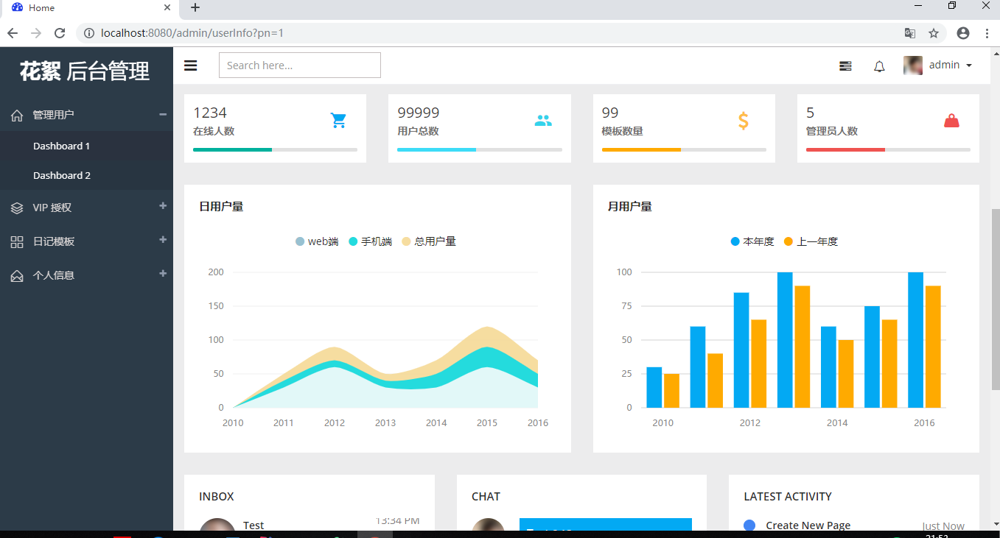 Home
localhost:8080/admin/userInfo?pn=1
花絮 后台管理
Search here...
admin
管理用户
Dashboard 1
Dashboard 2
VIP 授权
日记模板
个人信息
1234
在线人数
99999
用户总数
99
模板数量
5
管理员人数
日用户量
web端 手机端 总用户量
200
150
100
50
0
2010 2011 2012 2013 2014 2015 2016
月用户量
本年度 上一年度
100
75
50
25
0
2010 2012 2014 2016
INBOX
Test
13:34 PM
CHAT
LATEST ACTIVITY
Create New Page
Just Now